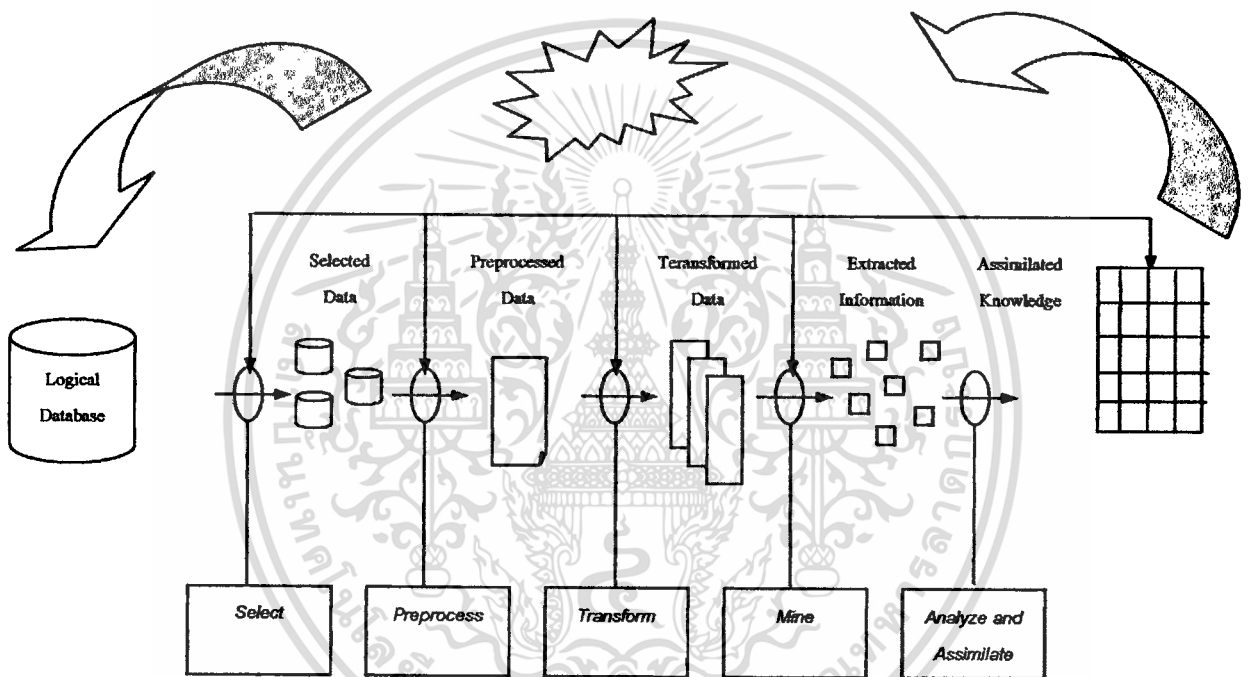 Selected
Data
Preprocessed
Data
Teransformed
Data
Extracted
Information
Assimilated
Knowledge
Logical
Database
Select
Preprocess
Transform
Mine
Analyze and
Assimilate